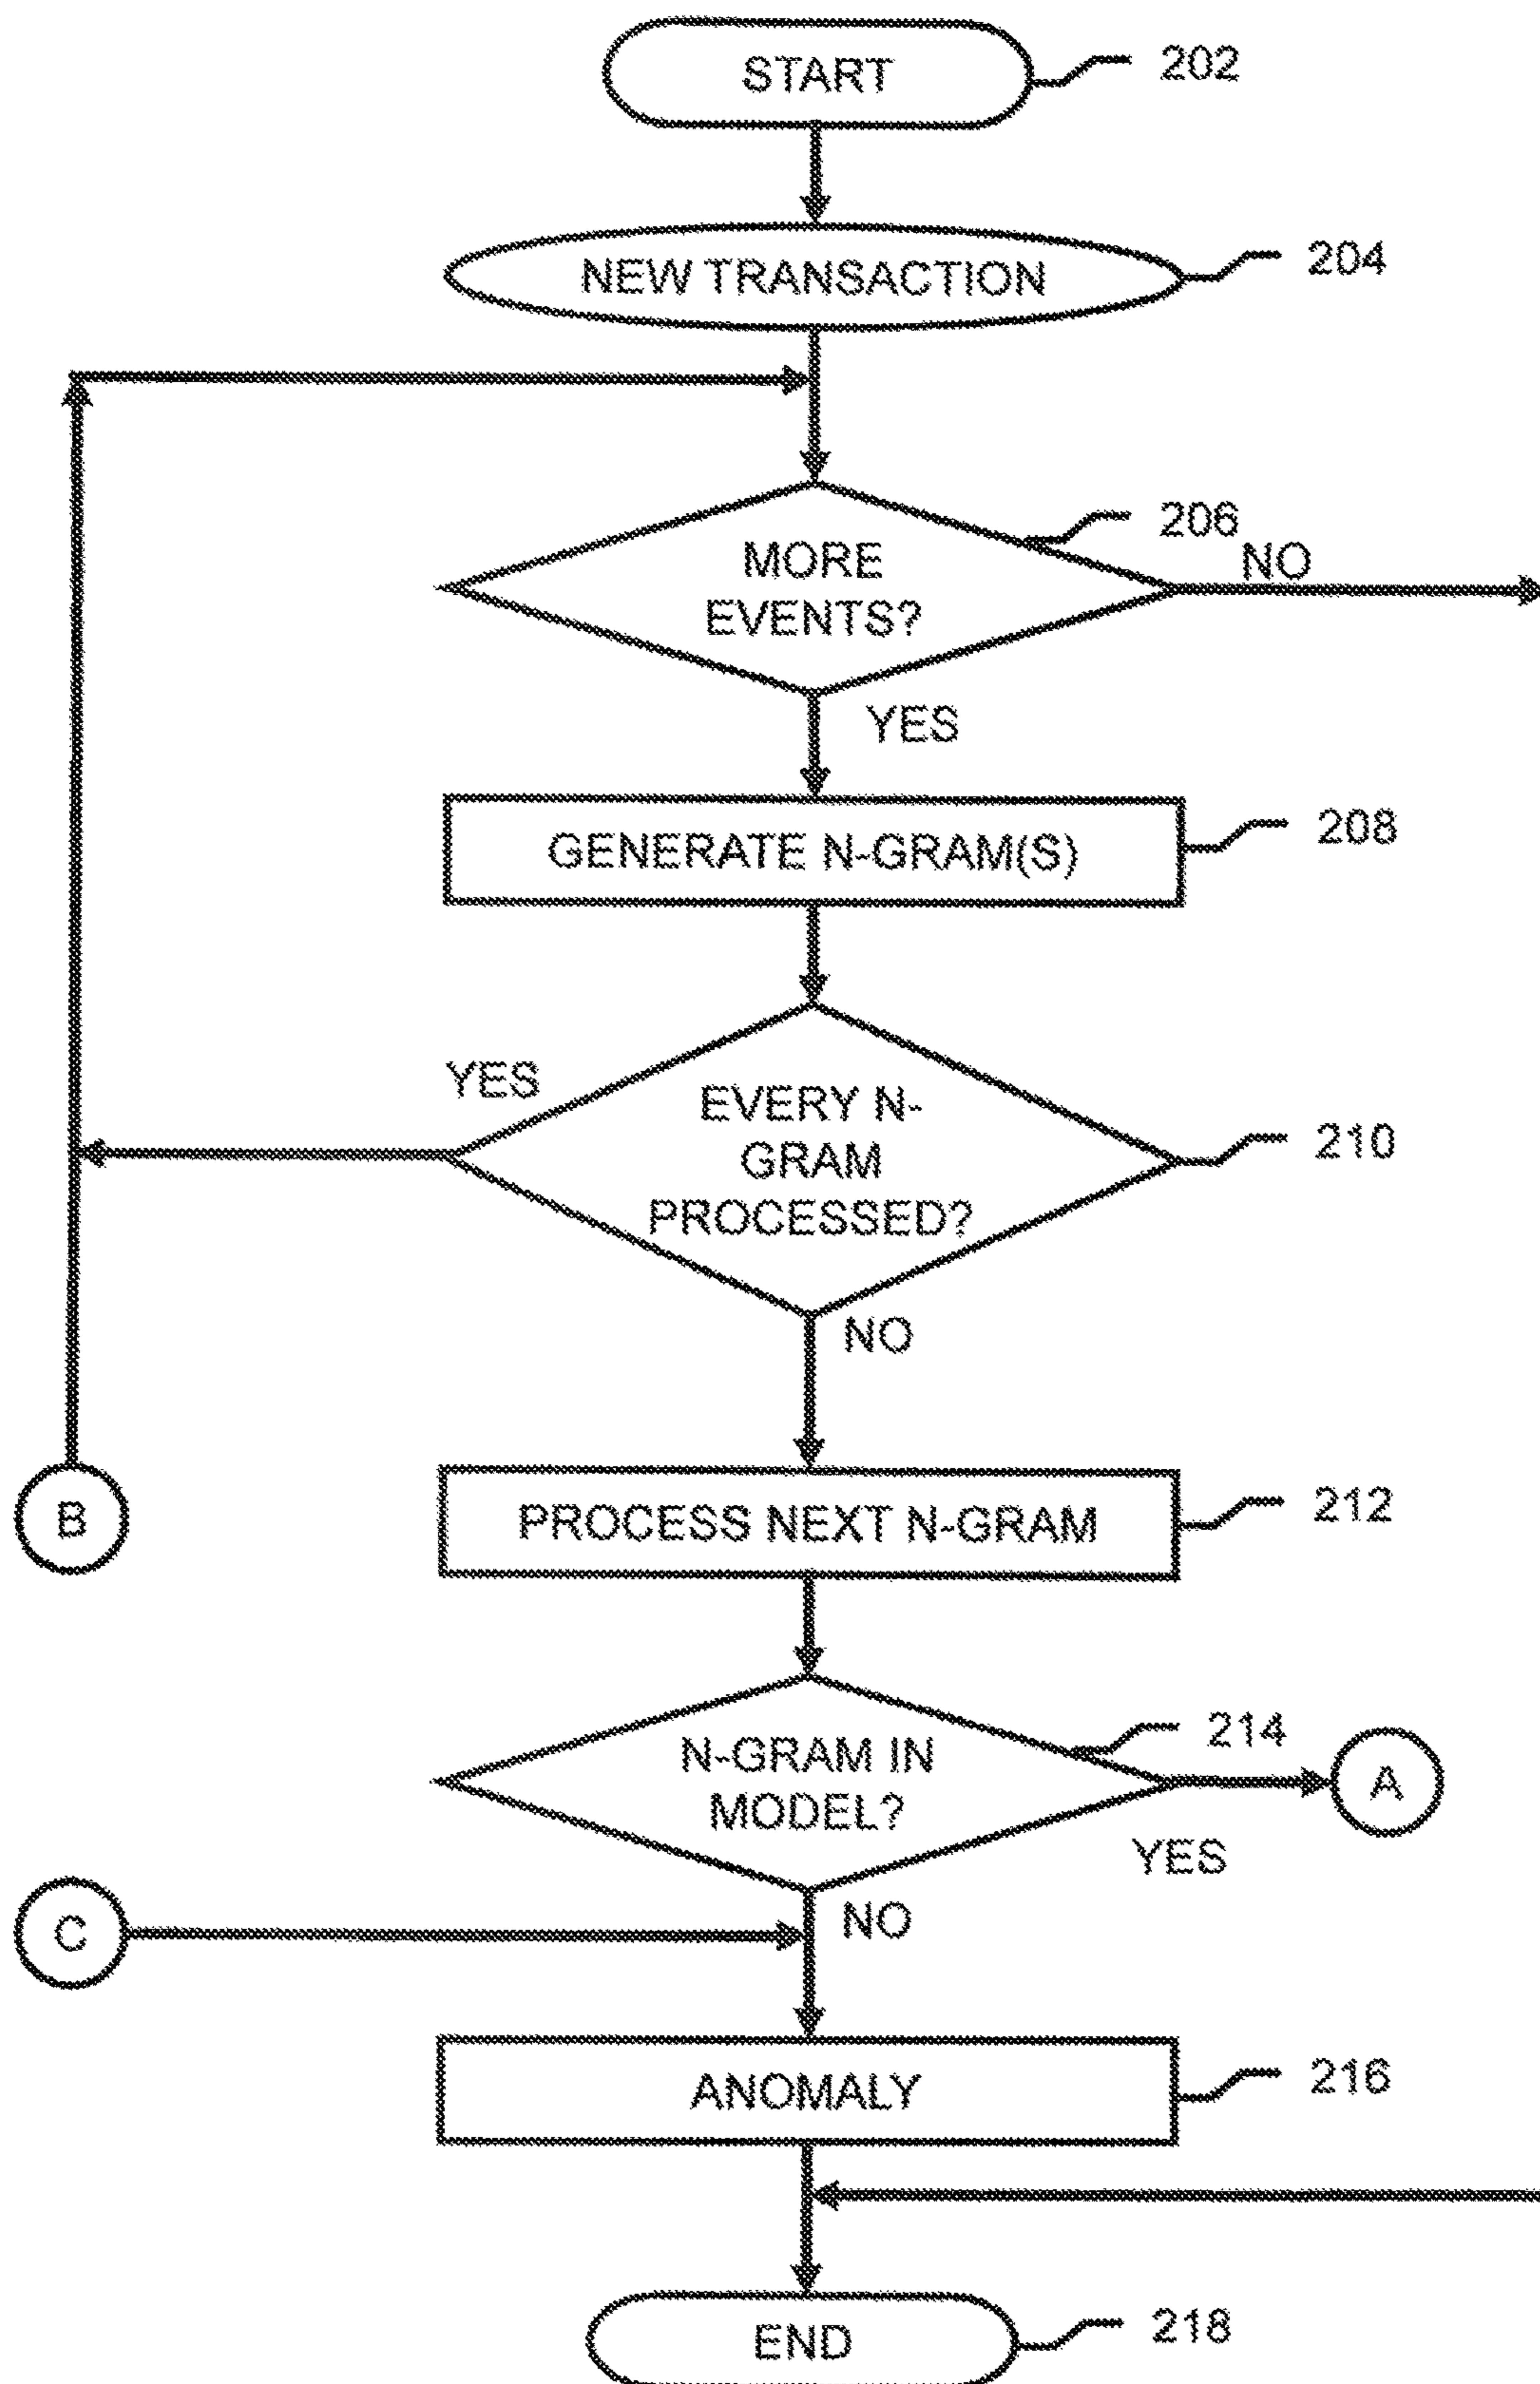 START
202
NEW TRANSACTION
204
206
MORE
EVENTS?
NO
YES
GENERATE N-GRAM(S)
208
YES
EVERY N-
GRAM
PROCESSED?
210
NO
B
PROCESS NEXT N-GRAM
212
N-GRAM IN
MODEL?
214
A
YES
C
NO
ANOMALY
216
END
218